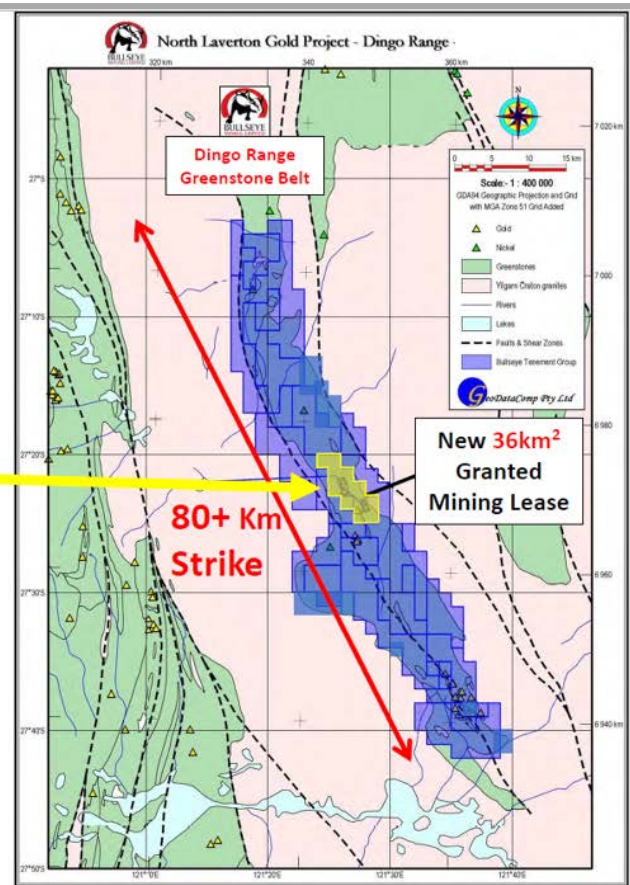 North Laverton Gold Project - Dingo Range
BULLSEYE
320 km
340
360 km
BULLSEYE
Dingo Range
Greenstone Belt
N
7 020
0 5 10 15 km
Scale:- 1 : 400 000
GDA94 Geographic Projection and Grid
with MGA Zone 51 Grid Added
Gold
Nickel
Greenstones
Yilgarn Craton granites
Rivers
Lakes
Faults & Shear Zones
Bullseye Tenement Group
GeoDataComp Pty Ltd
27°S
7 000
27°10'
6 980
27°20'
New 36km²
Granted
Mining Lease
80+ Km
Strike
6 960
27°30'
6 940
27°40'
27°50'S
121°0'E
121°20'
121°30'
121°40'